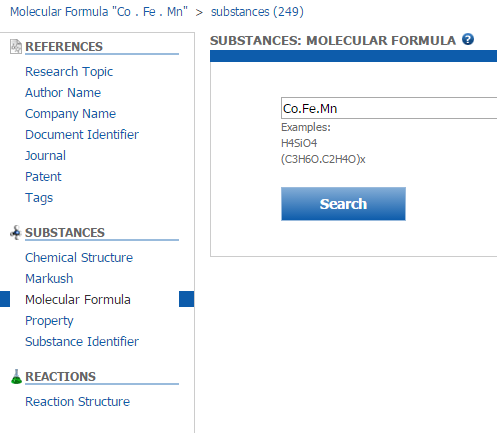 Molecular Formula "Co . Fe . Mn" > substances (249)
REFERENCES
Research Topic
Author Name
Company Name
Document Identifier
Journal
Patent
Tags
SUBSTANCES
Chemical Structure
Markush
Molecular Formula
Property
Substance Identifier
REACTIONS
Reaction Structure
SUBSTANCES: MOLECULAR FORMULA ?
Co.Fe.Mn
Examples:
H4SiO4
(C3H6O.C2H4O)x
Search